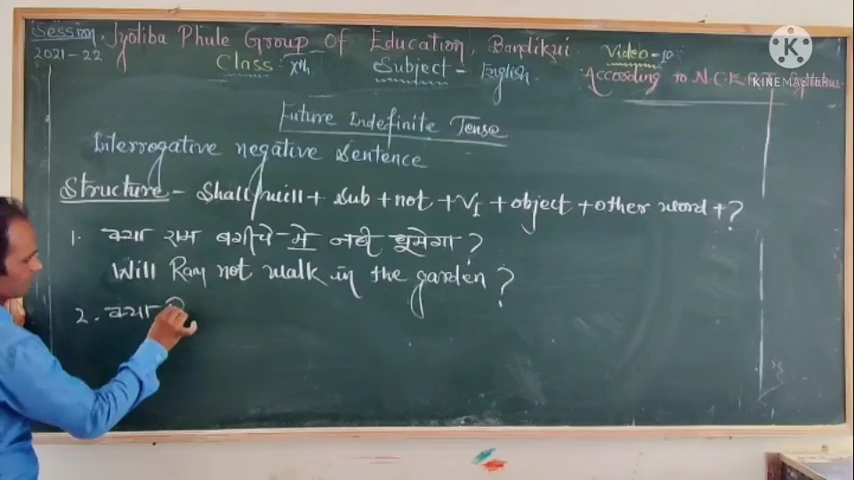 Session. Jyotiba Phule Group Of Education, Bandikui Video-10
2021-22 Class: Xth Subject - English. According to N.C.E.R.T. Syllabus
KINEMASTER
Future Indefinite Tense
Interrogative negative Sentence
Structure - Shall/will + Sub + not + V1 + object + other word + ?
1. क्या राम बगीचे में नहीं घूमेगा ?
Will Ram not walk in the garden ?
2. क्या